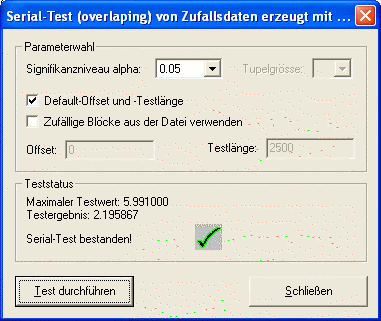 Serial-Test (overlaping) von Zufallsdaten erzeugt mit ...
Parameterwahl
Signifikanzniveau alpha: 0.05 Tupelgrösse:
Default-Offset und -Testlänge
Zufällige Blöcke aus der Datei verwenden
Offset: 0 Testlänge: 2500
Teststatus
Maximaler Testwert: 5.991000
Testergebnis: 2.195867
Serial-Test bestanden!
Test durchführen Schließen